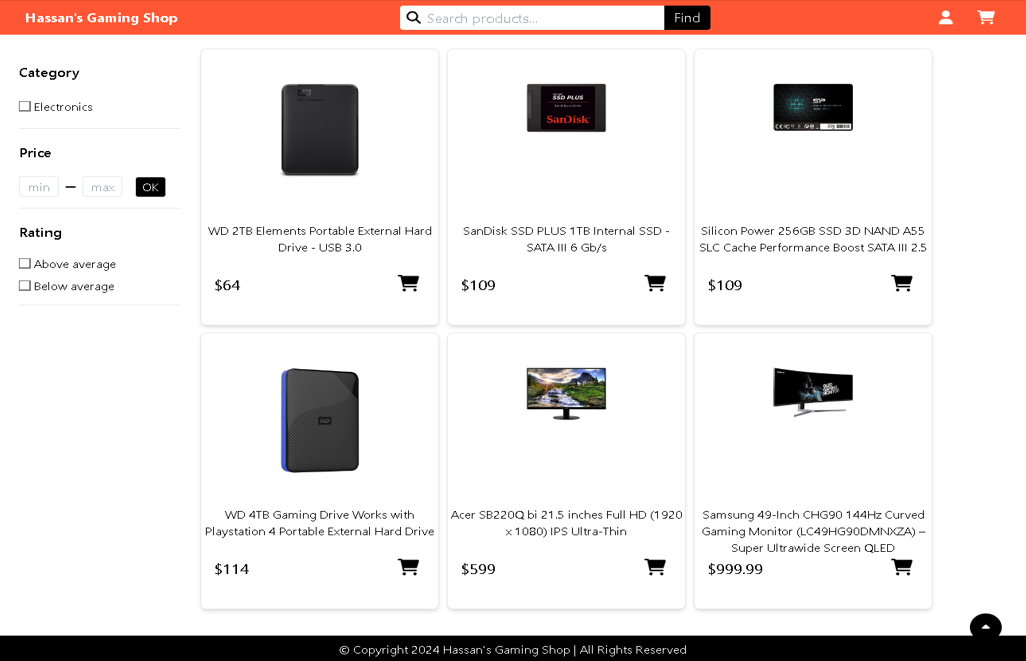 Hassan's Gaming Shop
Search products...
Find
Category
Electronics
Price
min
max
OK
Rating
Above average
Below average
WD 2TB Elements Portable External Hard
Drive - USB 3.0
$64
SSD PLUS
SanDisk
SanDisk SSD PLUS 1TB Internal SSD -
SATA III 6 Gb/s
$109
SP
Silicon Power 256GB SSD 3D NAND A55
SLC Cache Performance Boost SATA III 2.5
$109
WD
WD 4TB Gaming Drive Works with
Playstation 4 Portable External Hard Drive
$114
Acer SB220Q bi 21.5 inches Full HD (1920
x 1080) IPS Ultra-Thin
$599
Samsung 49-Inch CHG90 144Hz Curved
Gaming Monitor (LC49HG90DMNXZA) –
Super Ultrawide Screen QLED
$999.99
© Copyright 2024 Hassan's Gaming Shop | All Rights Reserved